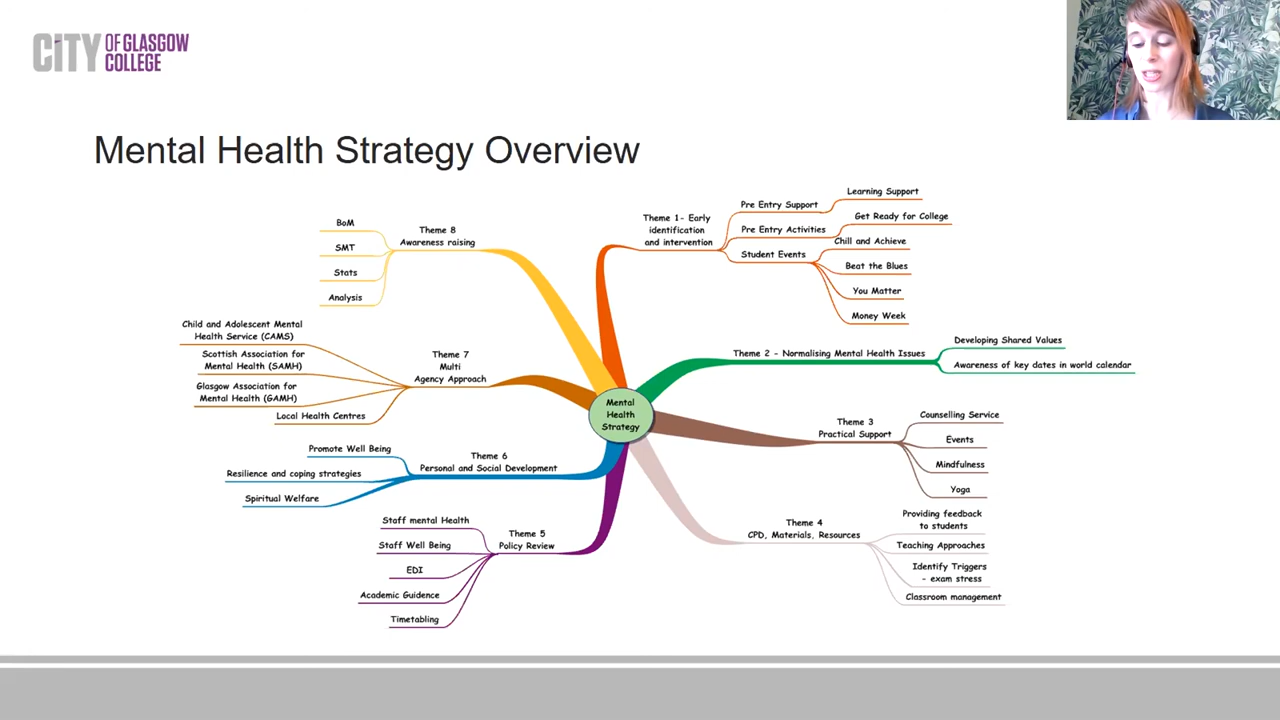 CiTY OF GLASGOW
COLLEGE
Mental Health Strategy Overview
Mental
Health
Strategy
Theme 1- Early
identification
and intervention
Pre Entry Support
Learning Support
Pre Entry Activities
Get Ready for College
Student Events
Chill and Achieve
Beat the Blues
You Matter
Money Week
Theme 2 - Normalising Mental Health Issues
Developing Shared Values
Awareness of key dates in world calendar
Theme 3
Practical Support
Counselling Service
Events
Mindfulness
Yoga
Theme 4
CPD, Materials, Resources
Providing feedback
to students
Teaching Approaches
Identify Triggers
- exam stress
Classroom management
Theme 5
Policy Review
Staff mental Health
Staff Well Being
EDI
Academic Guidence
Timetabling
Theme 6
Personal and Social Development
Promote Well Being
Resilience and coping strategies
Spiritual Welfare
Theme 7
Multi
Agency Approach
Child and Adolescent Mental
Health Service (CAMS)
Scottish Association for
Mental Health (SAMH)
Glasgow Association for
Mental Health (GAMH)
Local Health Centres
Theme 8
Awareness raising
BoM
SMT
Stats
Analysis